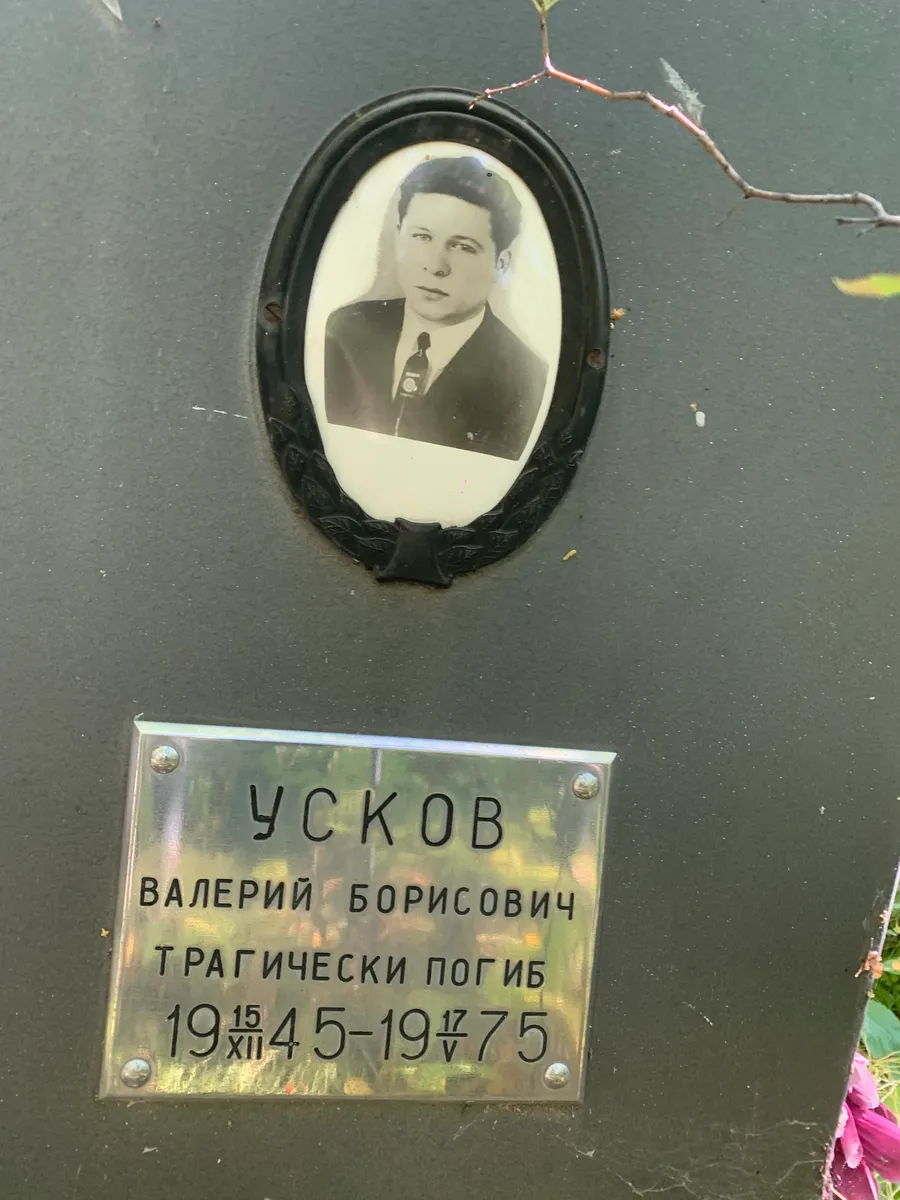 УСКОВ
ВАЛЕРИЙ БОРИСОВИЧ
ТРАГИЧЕСКИ ПОГИБ
19 15/XII 45-19 17/V 75